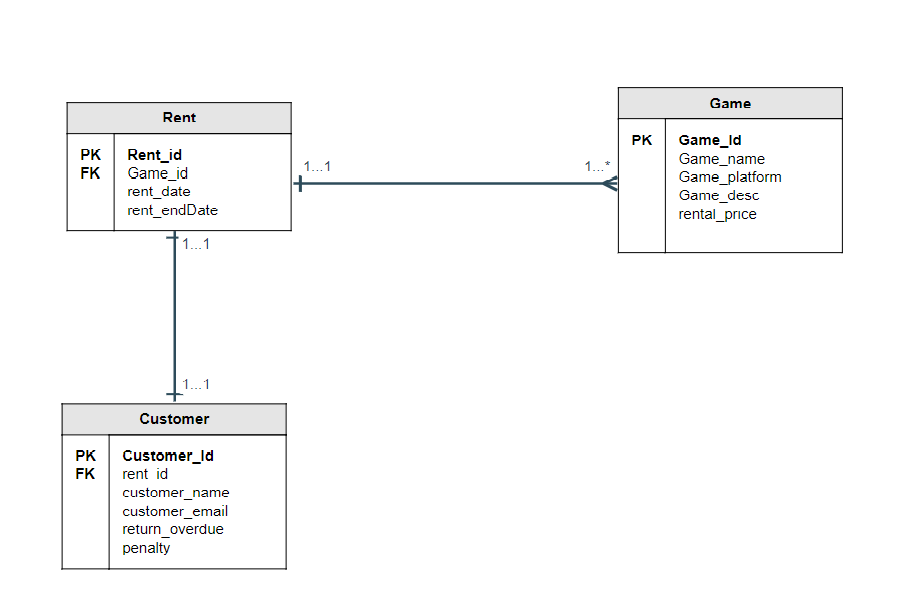 Rent
PK Rent_id
FK Game_id
rent_date
rent_endDate
1...1
1...*
Game
PK Game_Id
Game_name
Game_platform
Game_desc
rental_price
1...1
1...1
Customer
PK Customer_Id
FK rent_id
customer_name
customer_email
return_overdue
penalty